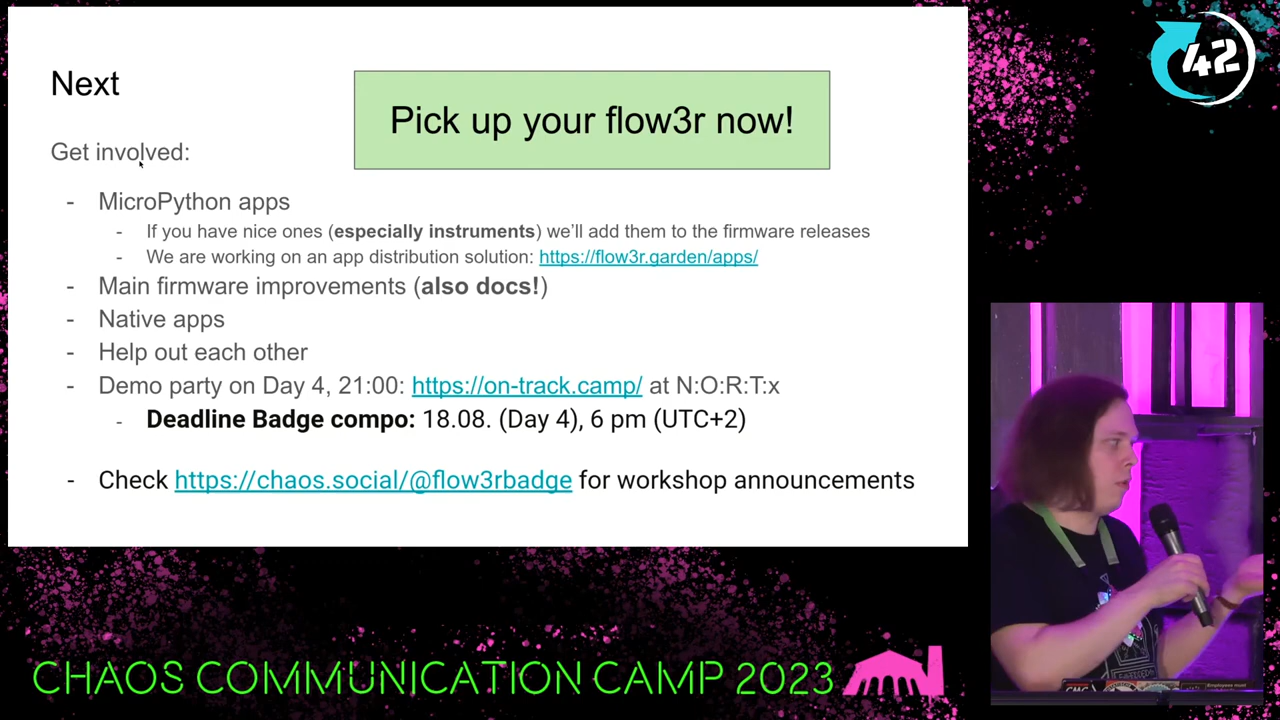 42
Next
Pick up your flow3r now!
Get involved:
- MicroPython apps
- If you have nice ones (especially instruments) we’ll add them to the firmware releases
- We are working on an app distribution solution: https://flow3r.garden/apps/
- Main firmware improvements (also docs!)
- Native apps
- Help out each other
- Demo party on Day 4, 21:00: https://on-track.camp/ at N:O:R:T:x
- Deadline Badge compo: 18.08. (Day 4), 6 pm (UTC+2)
- Check https://chaos.social/@flow3rbadge for workshop announcements
CHAOS COMMUNICATION CAMP 2023